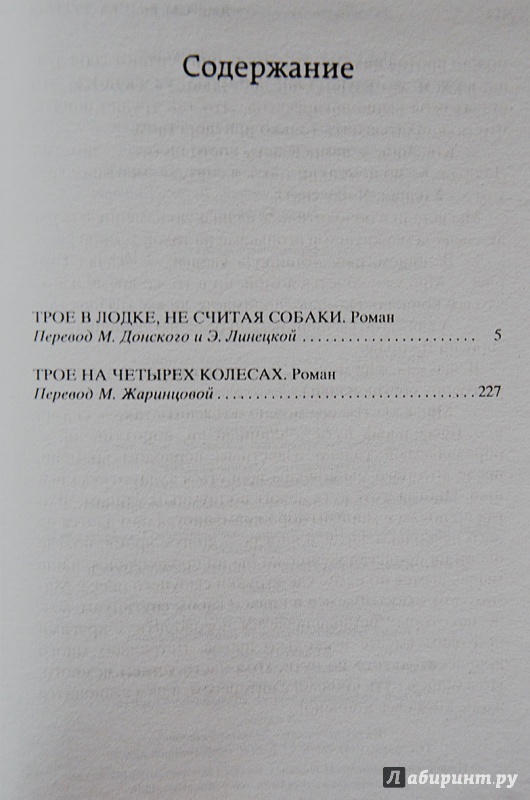 Содержание
ТРОЕ В ЛОДКЕ, НЕ СЧИТАЯ СОБАКИ. Роман
Перевод М. Донского и Э. Линецкой ........................ 5
ТРОЕ НА ЧЕТЫРЕХ КОЛЕСАХ. Роман
Перевод М. Жаринцовой .................................. 227
Лабиринт.ру